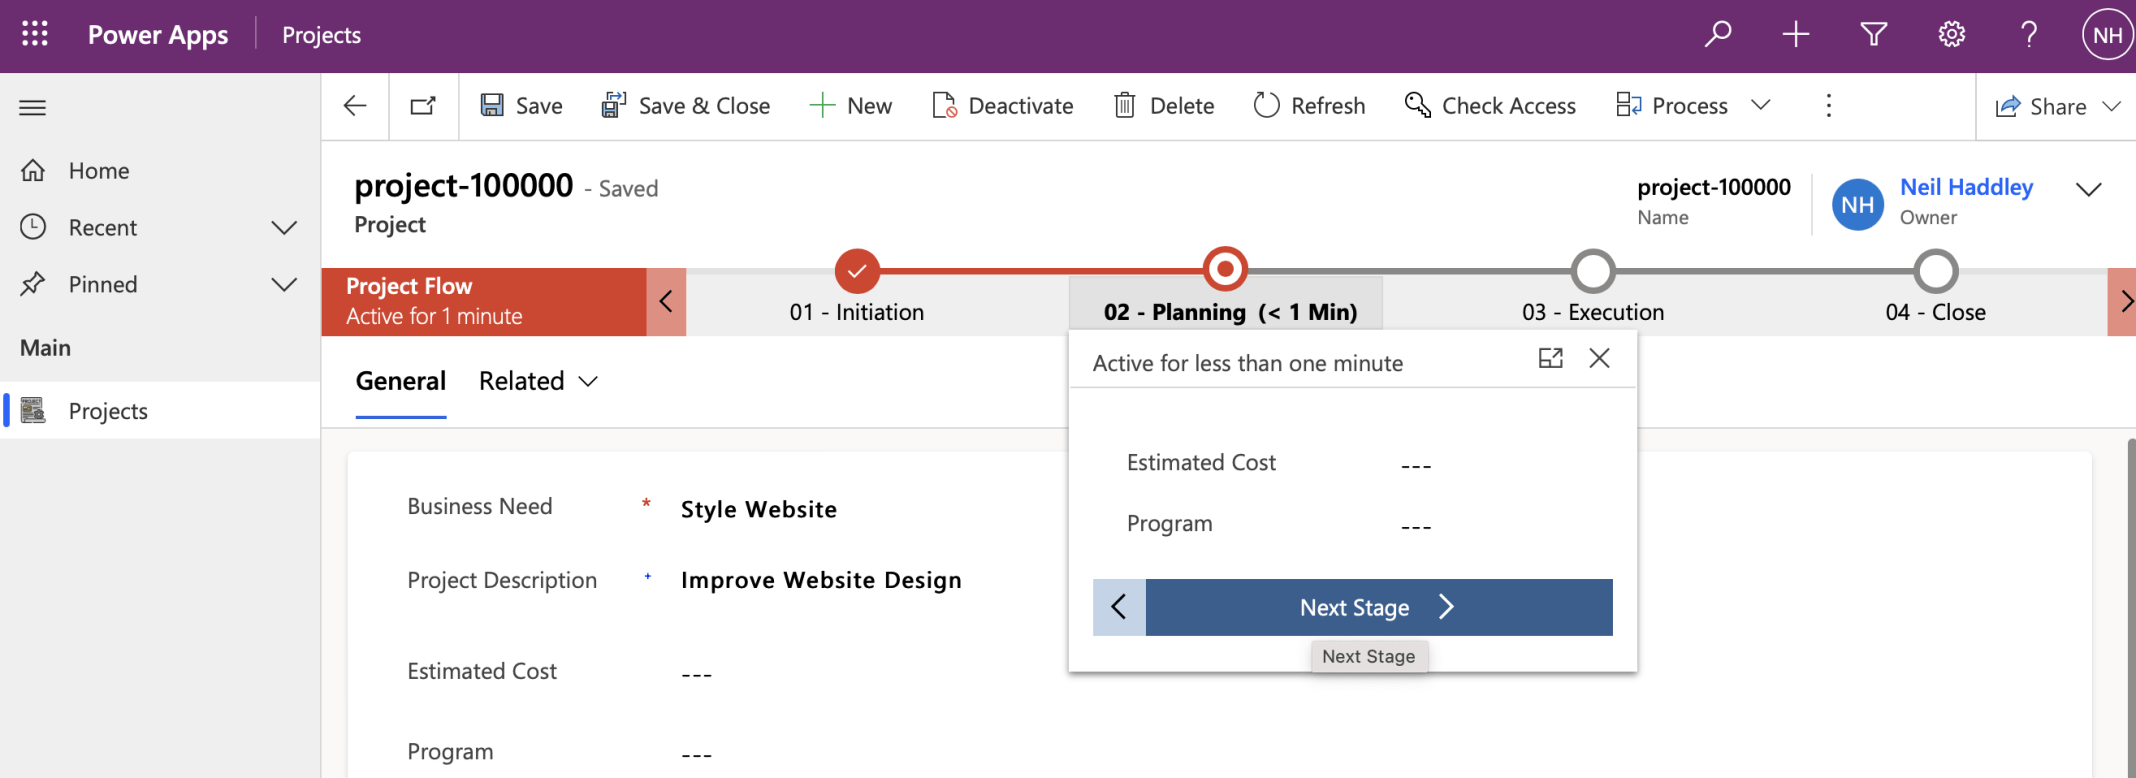 Power Apps
Projects
NH
Save
Save & Close
New
Deactivate
Delete
Refresh
Check Access
Process
Share
Home
Recent
Pinned
Main
Projects
project-100000 - Saved
Project
project-100000
Name
NH
Neil Haddley
Owner
Project Flow
Active for 1 minute
01 - Initiation
02 - Planning (< 1 Min)
03 - Execution
04 - Close
General
Related
Active for less than one minute
Estimated Cost ---
Program ---
Next Stage
Next Stage
Business Need * Style Website
Project Description + Improve Website Design
Estimated Cost ---
Program ---